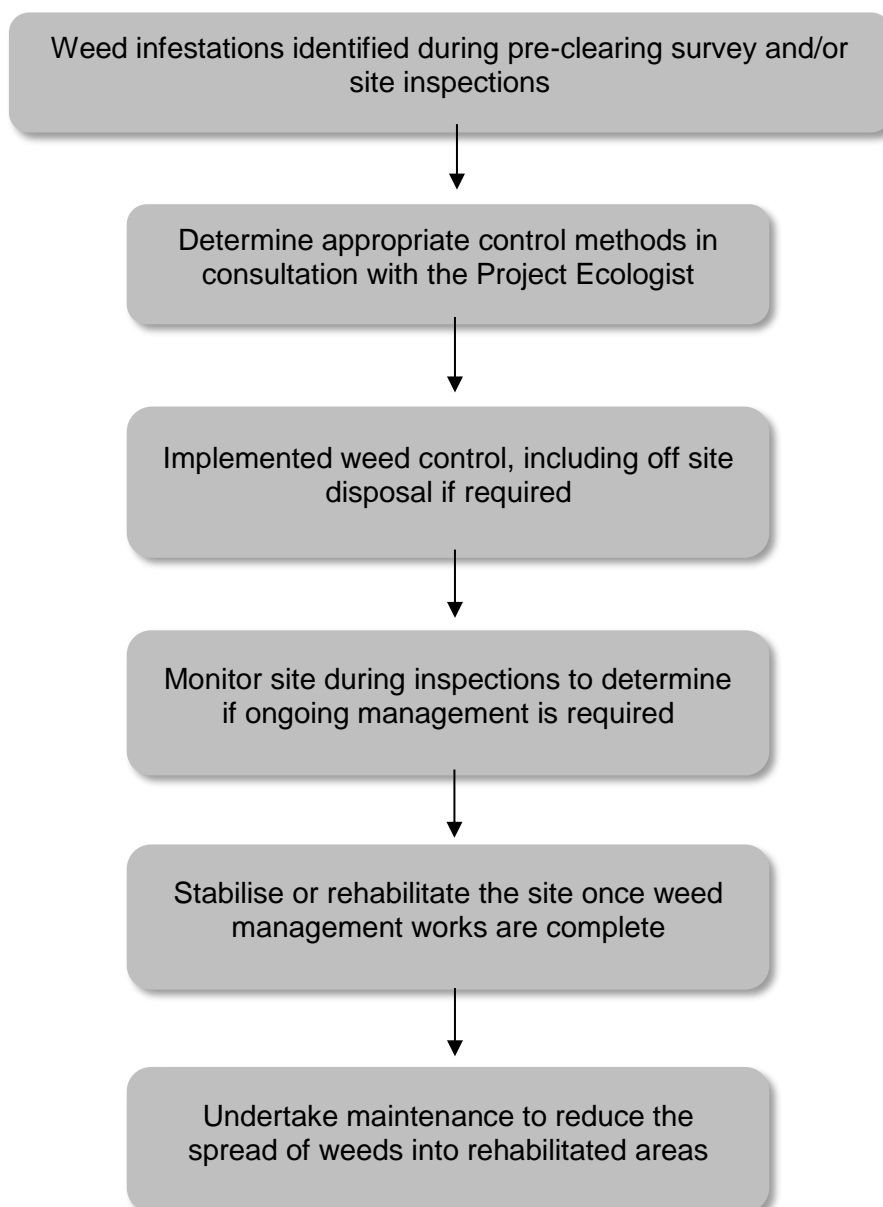 Weed infestations identified during pre-clearing survey and/or
site inspections
Determine appropriate control methods in
consultation with the Project Ecologist
Implemented weed control, including off site
disposal if required
Monitor site during inspections to determine
if ongoing management is required
Stabilise or rehabilitate the site once weed
management works are complete
Undertake maintenance to reduce the
spread of weeds into rehabilitated areas